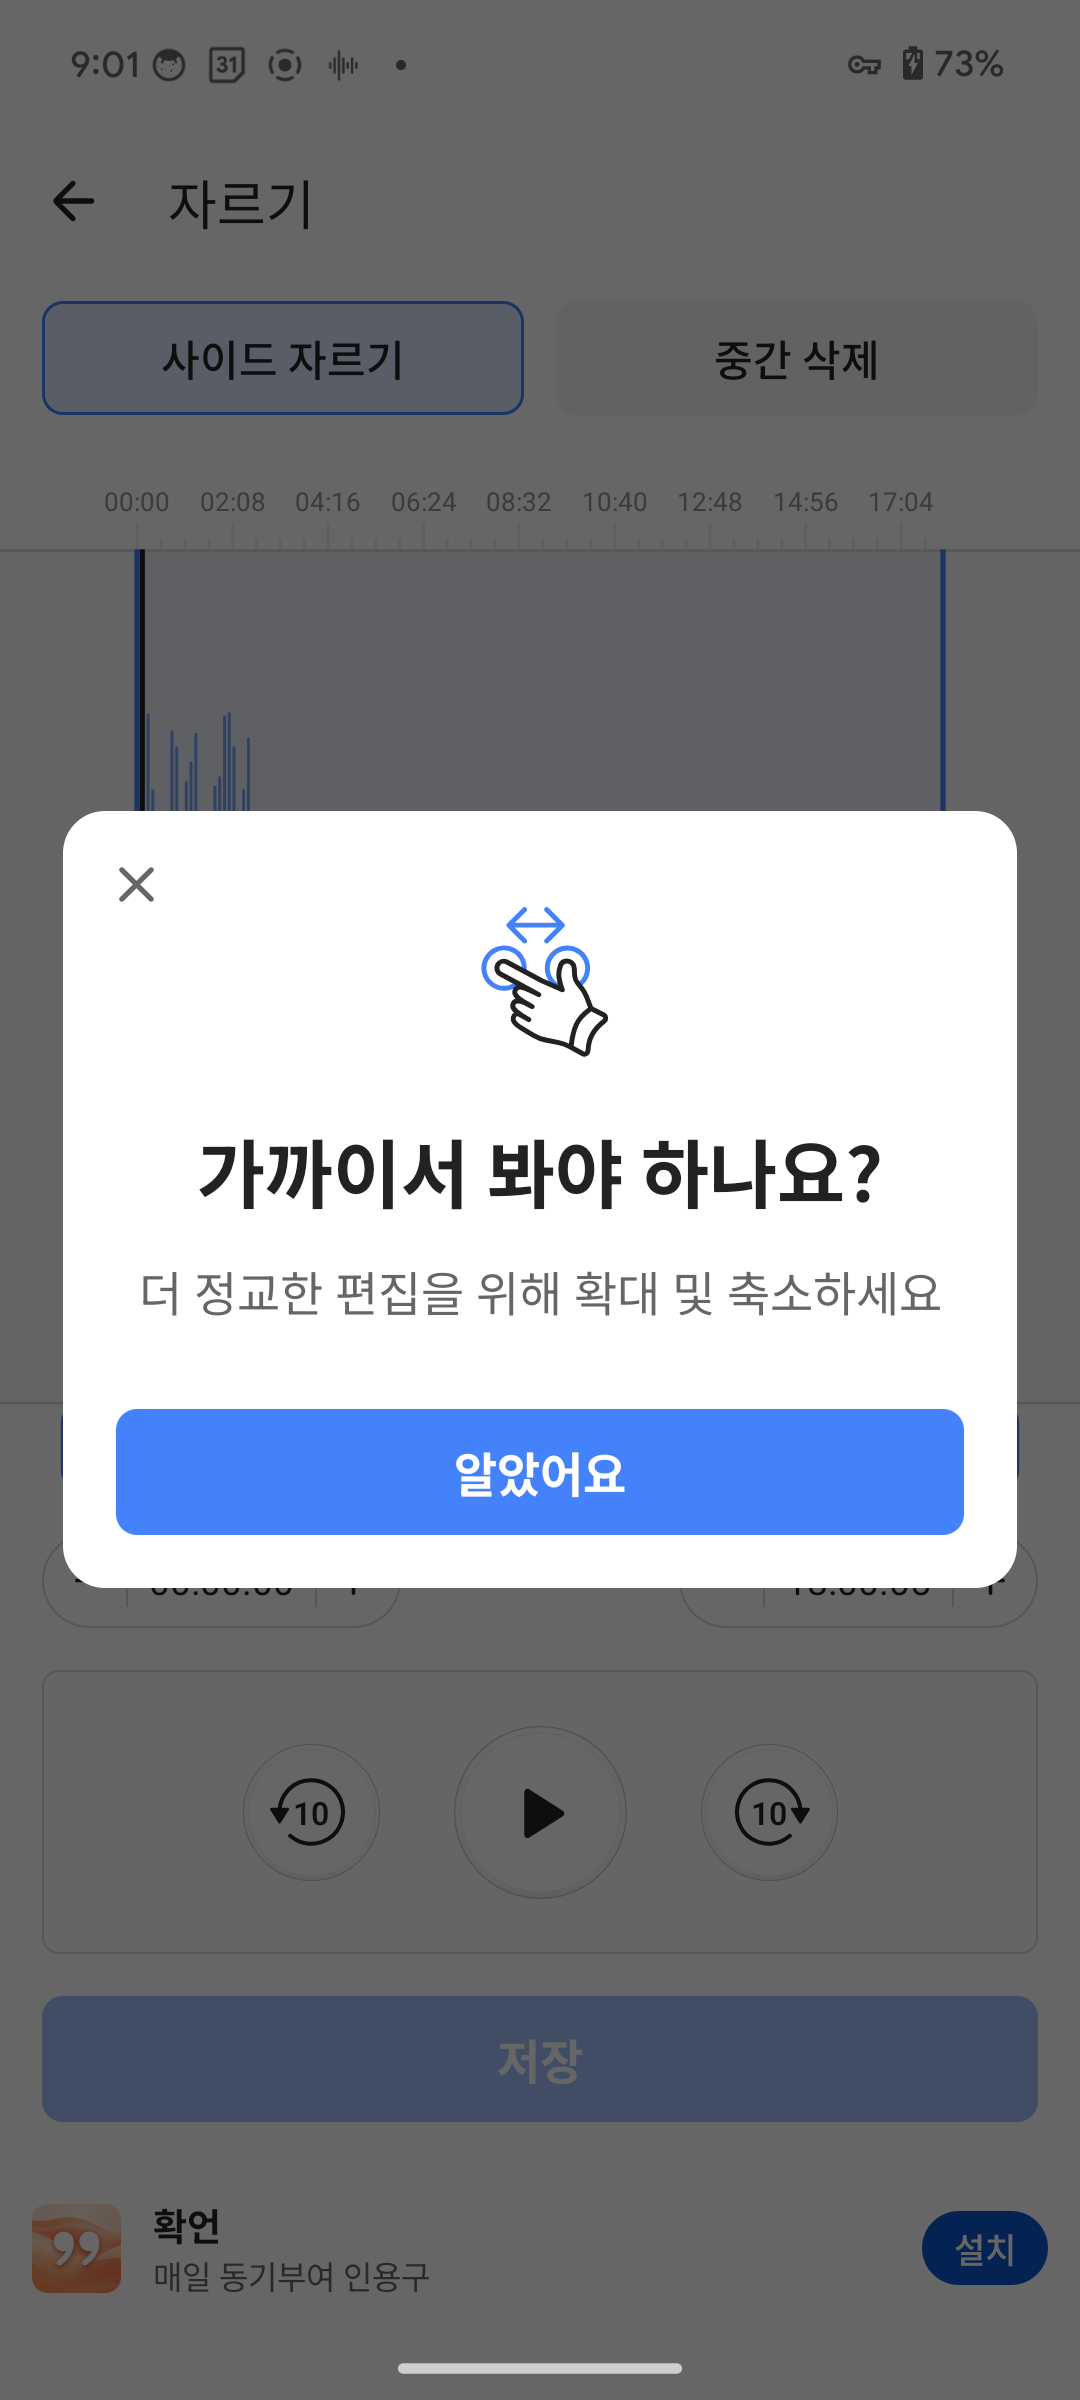 9:01
31
73%
자르기
사이드 자르기
중간 삭제
00:00 02:08 04:16 06:24 08:32 10:40 12:48 14:56 17:04
가까이서 봐야 하나요?
더 정교한 편집을 위해 확대 및 축소하세요
알았어요
10
10
저장
확언
매일 동기부여 인용구
설치